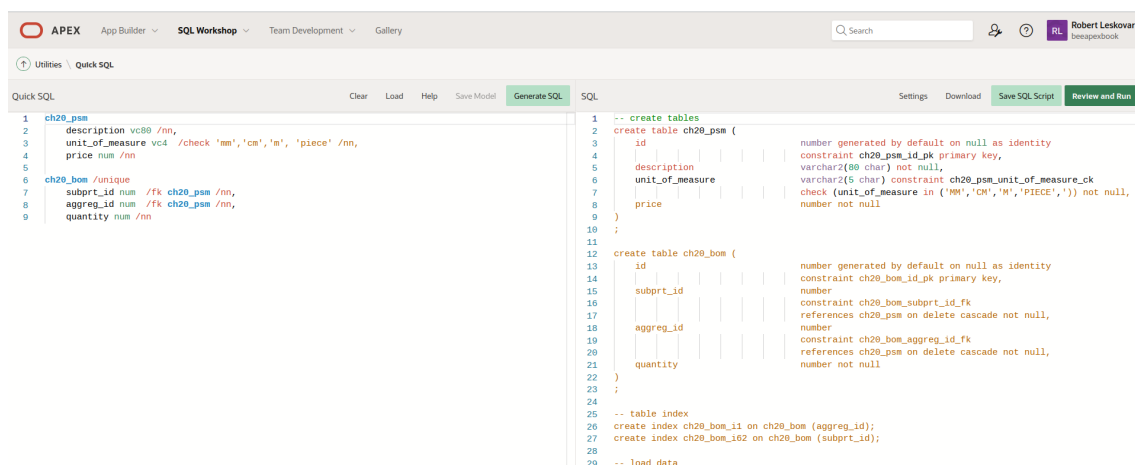 APEX App Builder SQL Workshop Team Development Gallery Search RL Robert Leskovar
beeapexbook
Utilities \ Quick SQL
Quick SQL Clear Load Help Save Model Generate SQL
1 ch20_psm
2 description vc80 /nn,
3 unit_of_measure vc4 /check 'mm','cm','m', 'piece' /nn,
4 price num /nn
5
6 ch20_bom /unique
7 subprt_id num /fk ch20_psm /nn,
8 aggreg_id num /fk ch20_psm /nn,
9 quantity num /nn
SQL Settings Download Save SQL Script Review and Run
1 -- create tables
2 create table ch20_psm (
3 id number generated by default on null as identity
4 constraint ch20_psm_id_pk primary key,
5 description varchar2(80 char) not null,
6 unit_of_measure varchar2(5 char) constraint ch20_psm_unit_of_measure_ck
7 check (unit_of_measure in ('MM','CM','M','PIECE',')) not null,
8 price number not null
9 )
10 ;
11
12 create table ch20_bom (
13 id number generated by default on null as identity
14 constraint ch20_bom_id_pk primary key,
15 subprt_id number
16 constraint ch20_bom_subprt_id_fk
17 references ch20_psm on delete cascade not null,
18 aggreg_id number
19 constraint ch20_bom_aggreg_id_fk
20 references ch20_psm on delete cascade not null,
21 quantity number not null
22 )
23 ;
24
25 -- table index
26 create index ch20_bom_i1 on ch20_bom (aggreg_id);
27 create index ch20_bom_i62 on ch20_bom (subprt_id);
28
29 -- load data